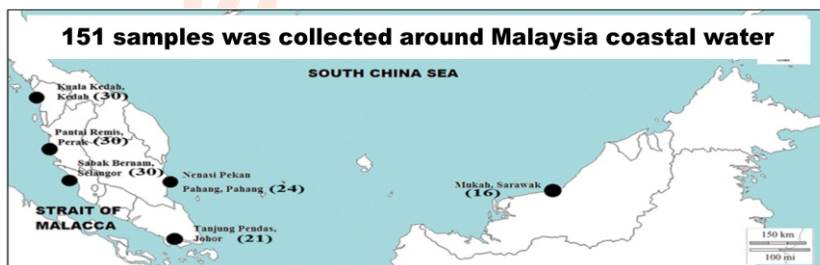 151 samples was collected around Malaysia coastal water
SOUTH CHINA SEA
Kuala Kedah,
Kedah (30)
Pantai Remis,
Perak (30)
Sabak Bernam,
Selangor (30)
Nenasi Pekan
Pahang, Pahang (24)
Mukah, Sarawak
(16)
STRAIT OF
MALACCA
Tanjung Pendas,
Johor (21)
150 km
100 mi